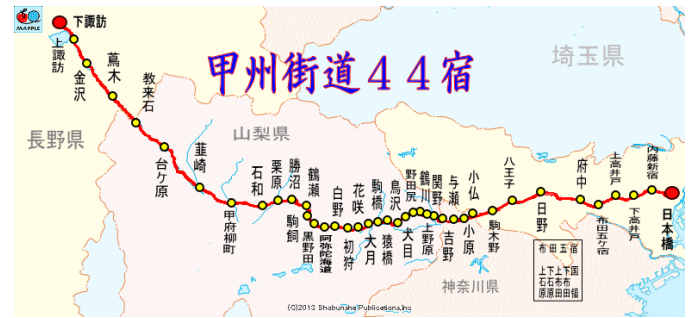 MAPPLE
甲州街道44宿
長野県
山梨県
埼玉県
神奈川県
下諏訪
上諏訪
金沢
蔦木
教来石
台ケ原
韮崎
甲府柳町
石和
栗原
勝沼
鶴瀬
駒飼
黒野田
阿弥陀海道
白野
初狩
花咲
大月
駒橋
猿橋
鳥沢
犬目
野田尻
鶴川
上野原
関野
吉野
与瀬
小原
小仏
駒木野
八王子
日野
府中
布田五ケ宿
上高井戸
下高井戸
内藤新宿
日本橋
布田五宿
上石原
下石原
上布田
下布田
国領
(C)2013 Shobunsha Publications,Inc